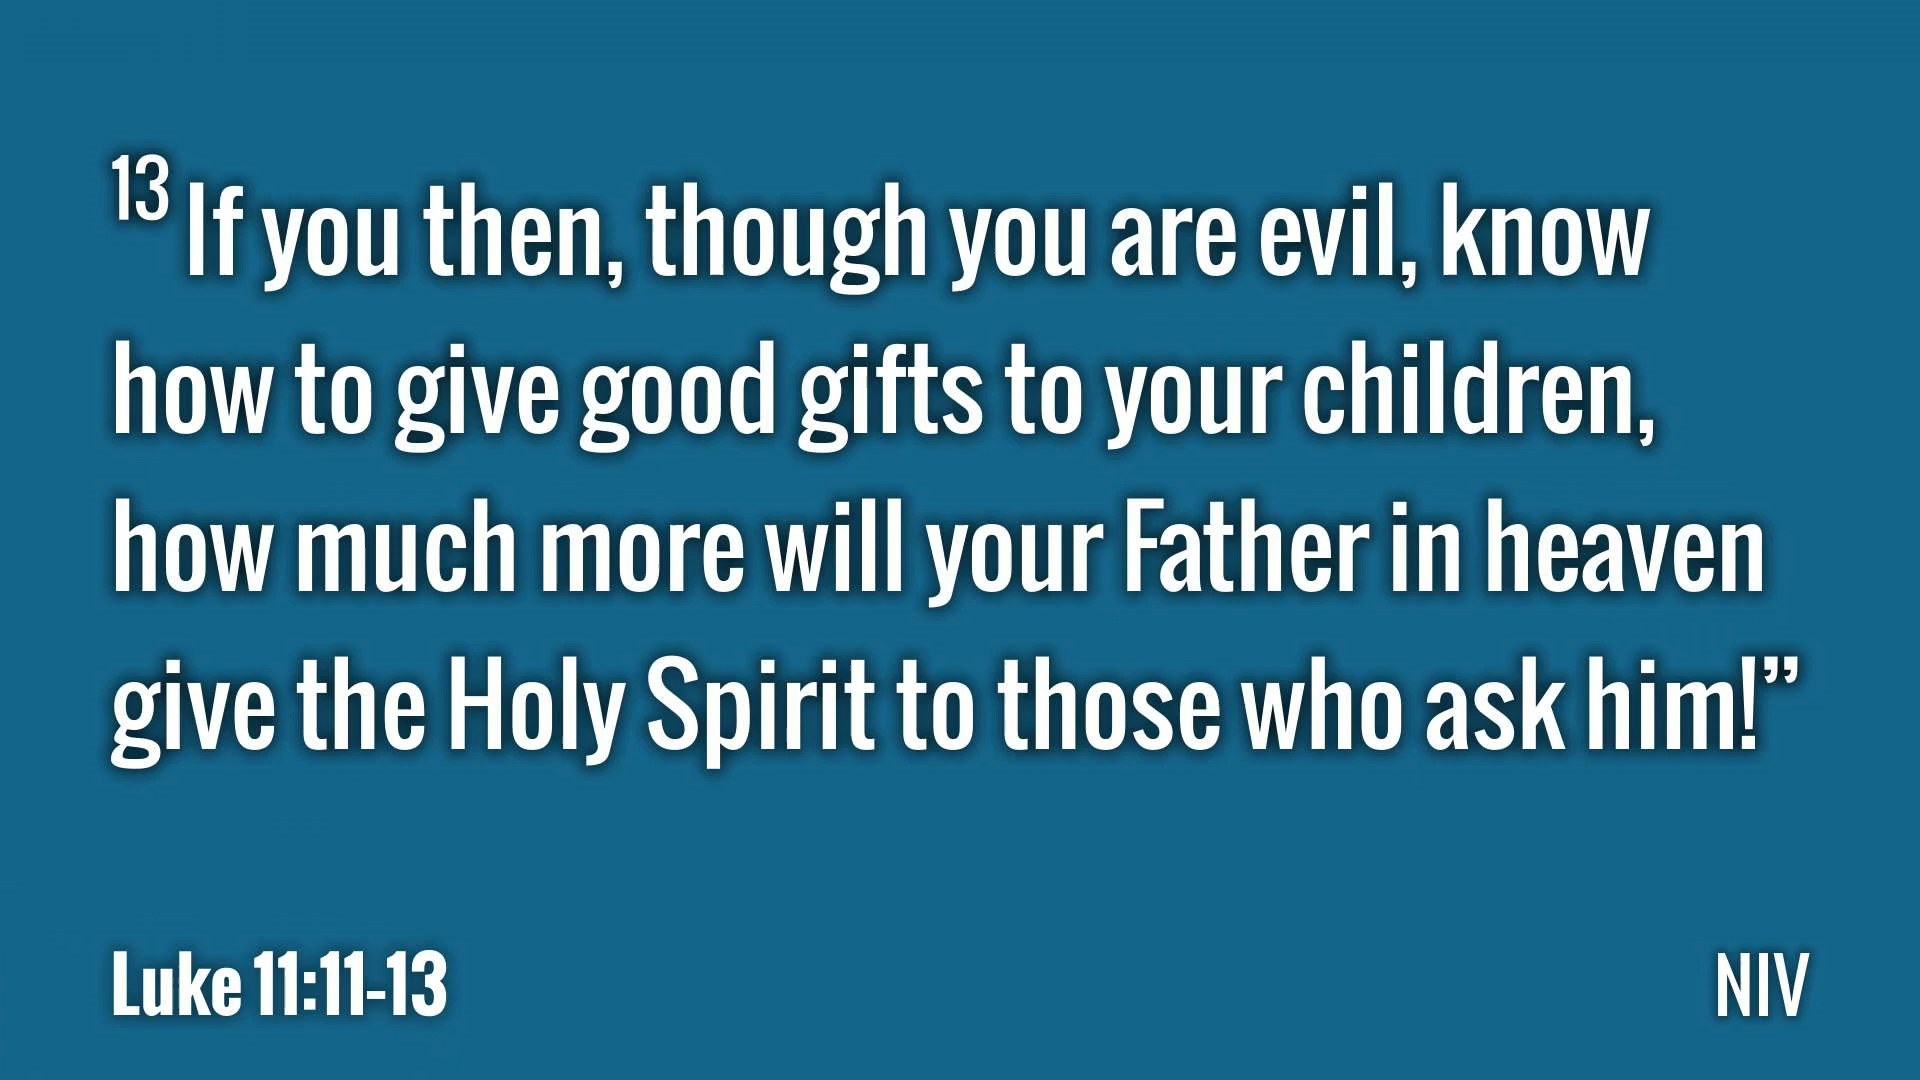 13 If you then, though you are evil, know
how to give good gifts to your children,
how much more will your Father in heaven
give the Holy Spirit to those who ask him!”
Luke 11:11-13
NIV